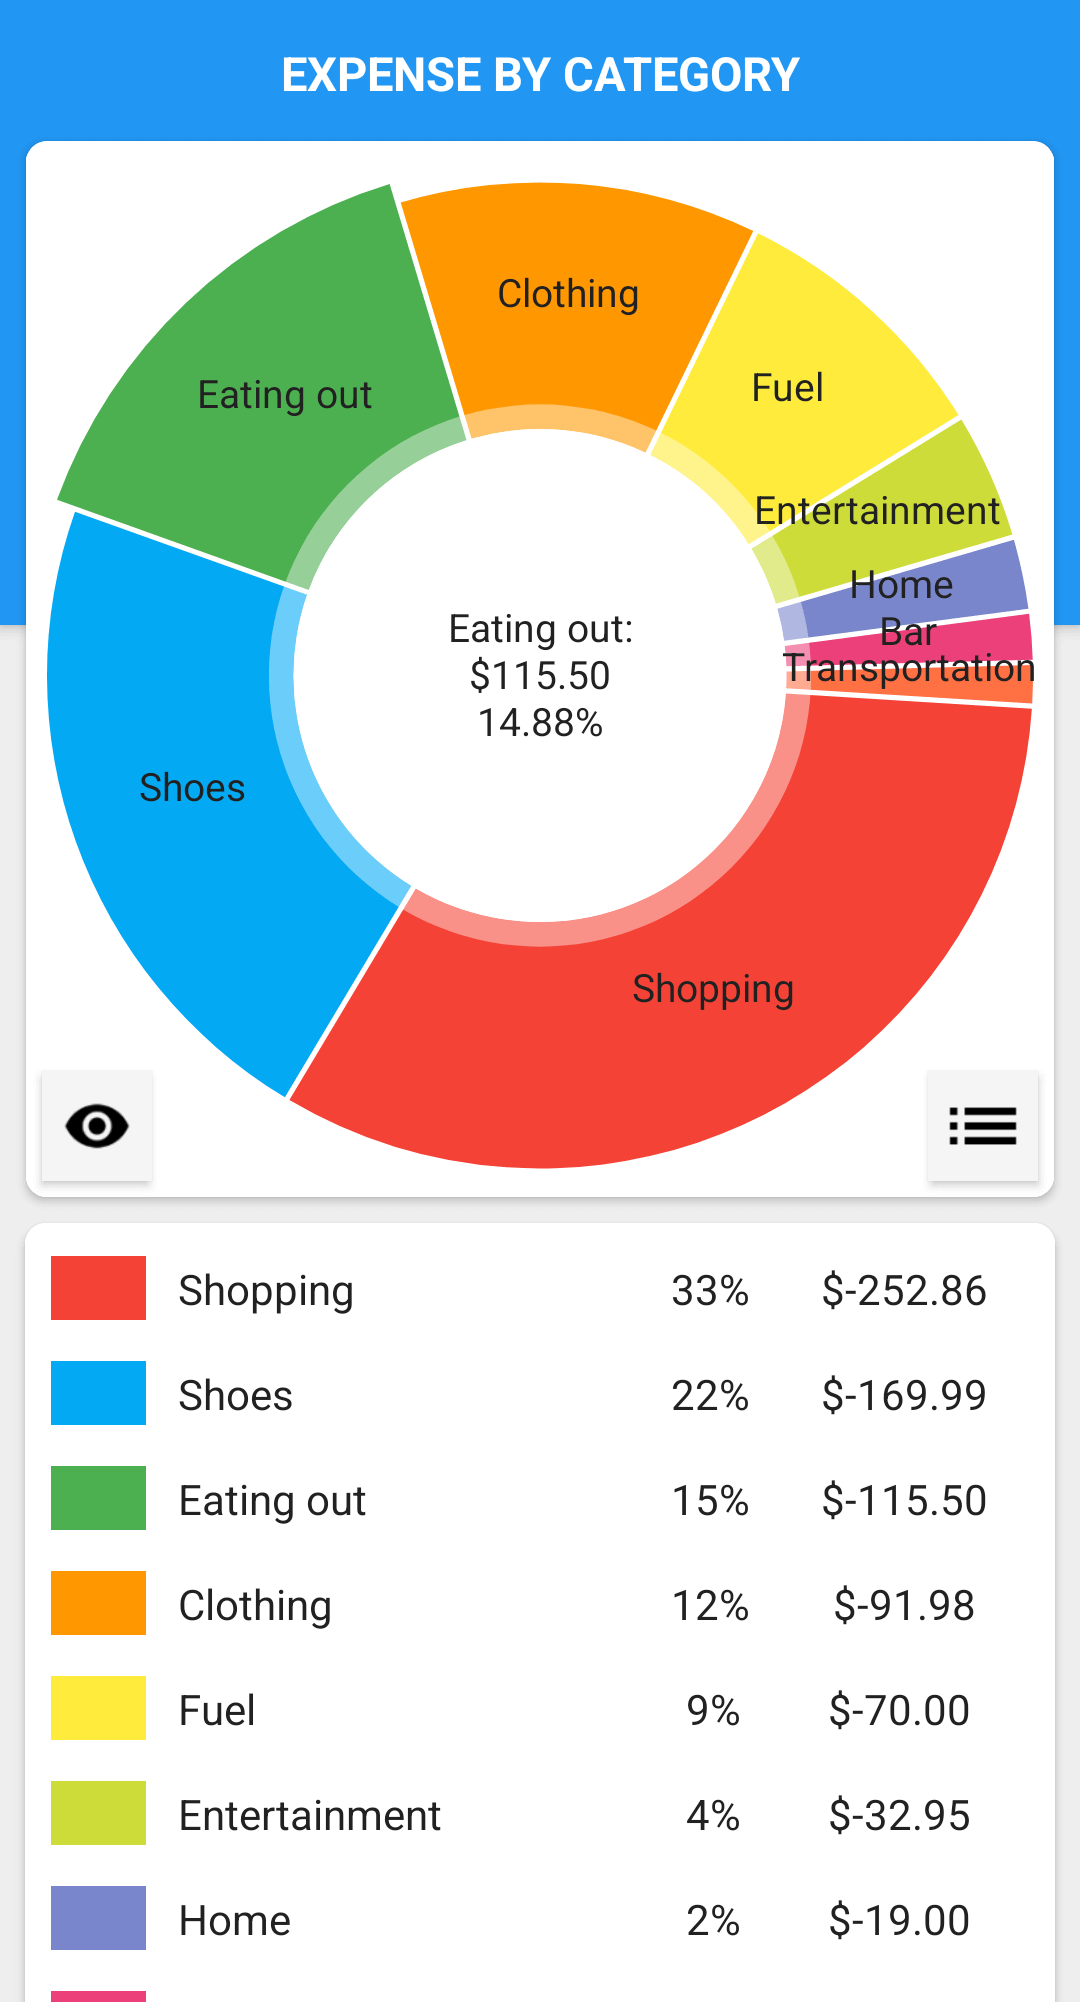 EXPENSE BY CATEGORY
Clothing
Fuel
Eating out
Entertainment
Home
Bar
Transportation
Eating out:
$115.50
14.88%
Shoes
Shopping
Shopping 33% $-252.86
Shoes 22% $-169.99
Eating out 15% $-115.50
Clothing 12% $-91.98
Fuel 9% $-70.00
Entertainment 4% $-32.95
Home 2% $-19.00